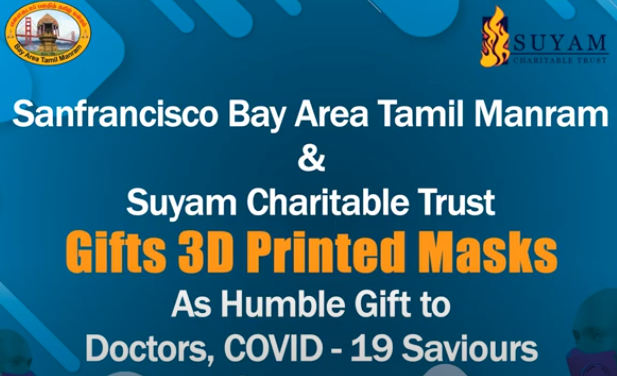 Bay Area Tamil Manram
SUYAM
CHARITABLE TRUST
Sanfrancisco Bay Area Tamil Manram
&
Suyam Charitable Trust
Gifts 3D Printed Masks
As Humble Gift to
Doctors, COVID - 19 Saviours